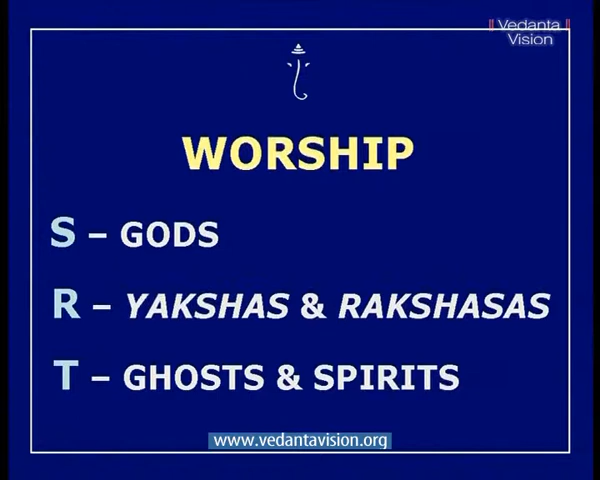 || Vedanta ||
Vision
WORSHIP
S – GODS
R – YAKSHAS & RAKSHASAS
T – GHOSTS & SPIRITS
www.vedantavision.org